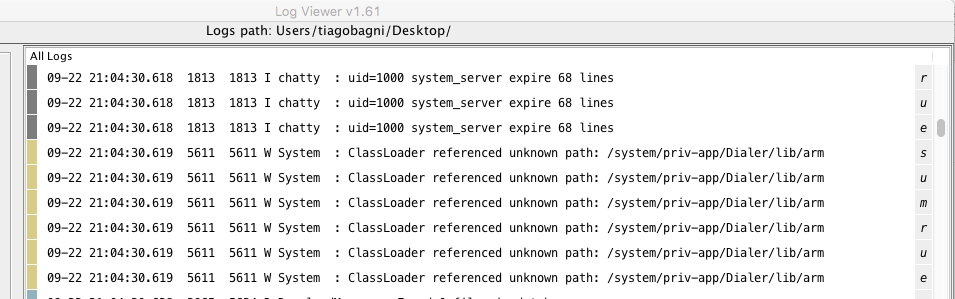 Log Viewer v1.61
Logs path: Users/tiagobagni/Desktop/
All Logs
09-22 21:04:30.618  1813  1813 I chatty  : uid=1000 system_server expire 68 lines r
09-22 21:04:30.618  1813  1813 I chatty  : uid=1000 system_server expire 68 lines u
09-22 21:04:30.618  1813  1813 I chatty  : uid=1000 system_server expire 68 lines e
09-22 21:04:30.619  5611  5611 W System  : ClassLoader referenced unknown path: /system/priv-app/Dialer/lib/arm s
09-22 21:04:30.619  5611  5611 W System  : ClassLoader referenced unknown path: /system/priv-app/Dialer/lib/arm u
09-22 21:04:30.619  5611  5611 W System  : ClassLoader referenced unknown path: /system/priv-app/Dialer/lib/arm m
09-22 21:04:30.619  5611  5611 W System  : ClassLoader referenced unknown path: /system/priv-app/Dialer/lib/arm r
09-22 21:04:30.619  5611  5611 W System  : ClassLoader referenced unknown path: /system/priv-app/Dialer/lib/arm u
09-22 21:04:30.619  5611  5611 W System  : ClassLoader referenced unknown path: /system/priv-app/Dialer/lib/arm e